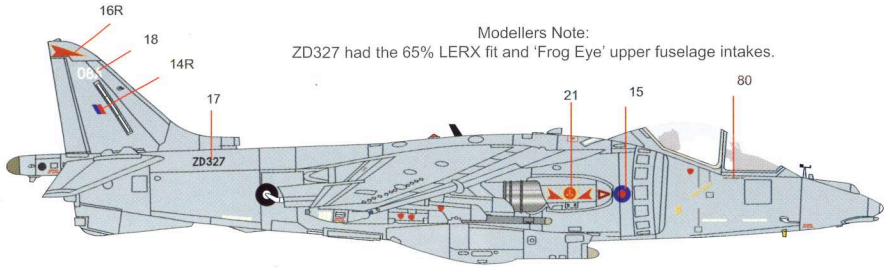 Modellers Note:
ZD327 had the 65% LERX fit and ‘Frog Eye’ upper fuselage intakes.
16R
18
14R
17
21
15
80
ZD327